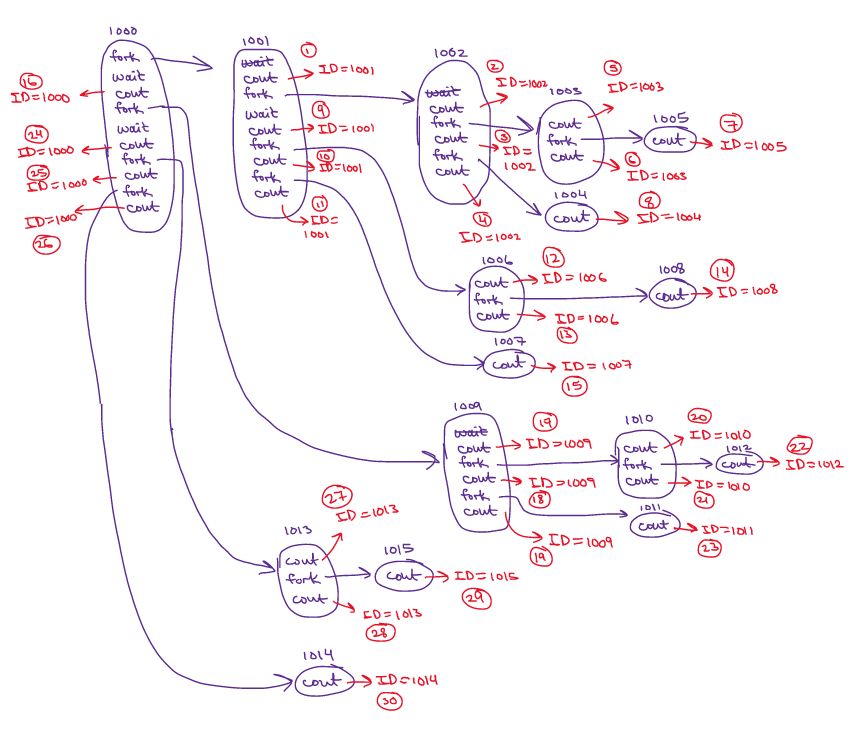 1000
fork
wait
cout
fork
wait
cout
fork
cout
fork
cout
16
ID=1000
24
ID=1000
25
ID=1000
ID=1000
26
1001
wait
cout
fork
wait
cout
fork
cout
fork
cout
1
ID=1001
9
ID=1001
10
ID=1001
11
ID=
1001
1002
wait
cout
fork
cout
fork
cout
2
ID=1002
3
ID=
1002
4
ID=1002
1003
cout
fork
cout
5
ID=1003
6
ID=1003
1005
cout
7
ID=1005
1004
cout
8
ID=1004
1006
cout
fork
cout
12
ID=1006
ID=1006
13
1008
cout
14
ID=1008
1007
cout
ID=1007
15
1009
wait
cout
fork
cout
fork
cout
19
ID=1009
ID=1009
18
ID=1009
19
1010
cout
fork
cout
20
ID=1010
ID=1010
21
1012
cout
22
ID=1012
1011
cout
ID=1011
23
1013
cout
fork
cout
27
ID=1013
ID=1013
28
1015
cout
ID=1015
29
1014
cout
ID=1014
30